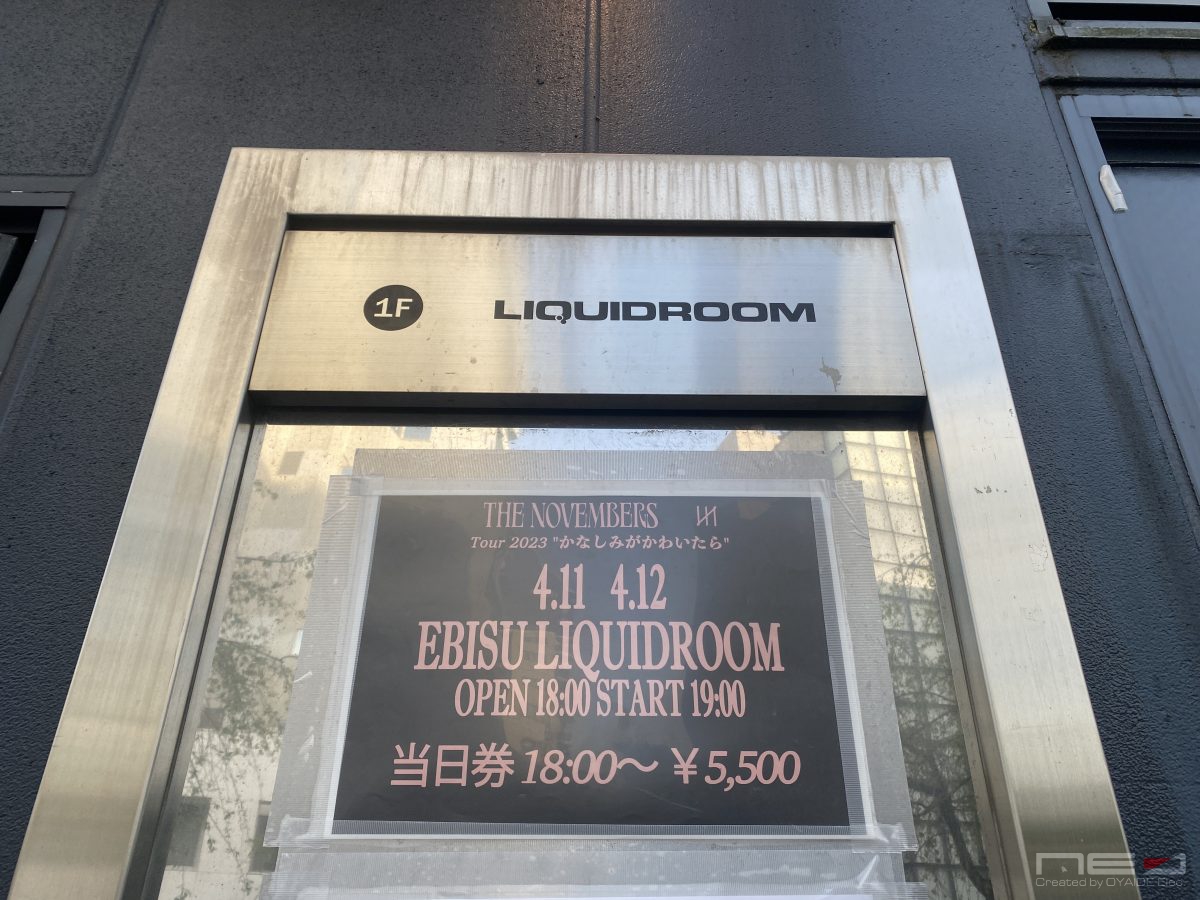 1F LIQUIDROOM
THE NOVEMBERS
Tour 2023 "かなしみがかわいたら"
4.11 4.12
EBISU LIQUIDROOM
OPEN 18:00 START 19:00
当日券 18:00〜 ¥5,500
NEO
Created by OYAIDE Elec.